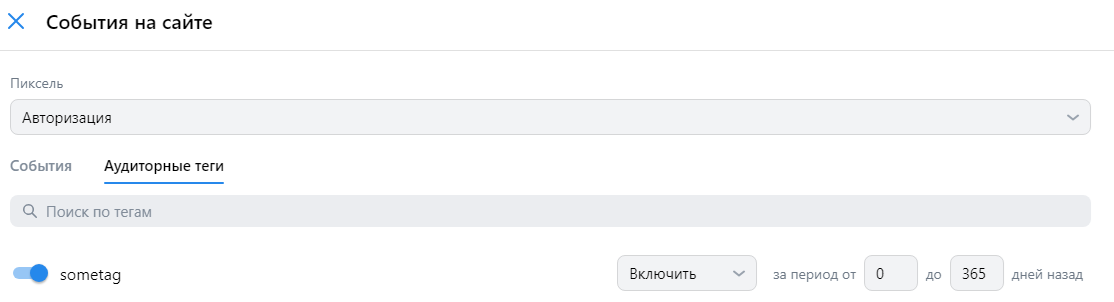 События на сайте
Пиксель
Авторизация
События Аудиторные теги
Поиск по тегам
sometag Включить за период от 0 до 365 дней назад